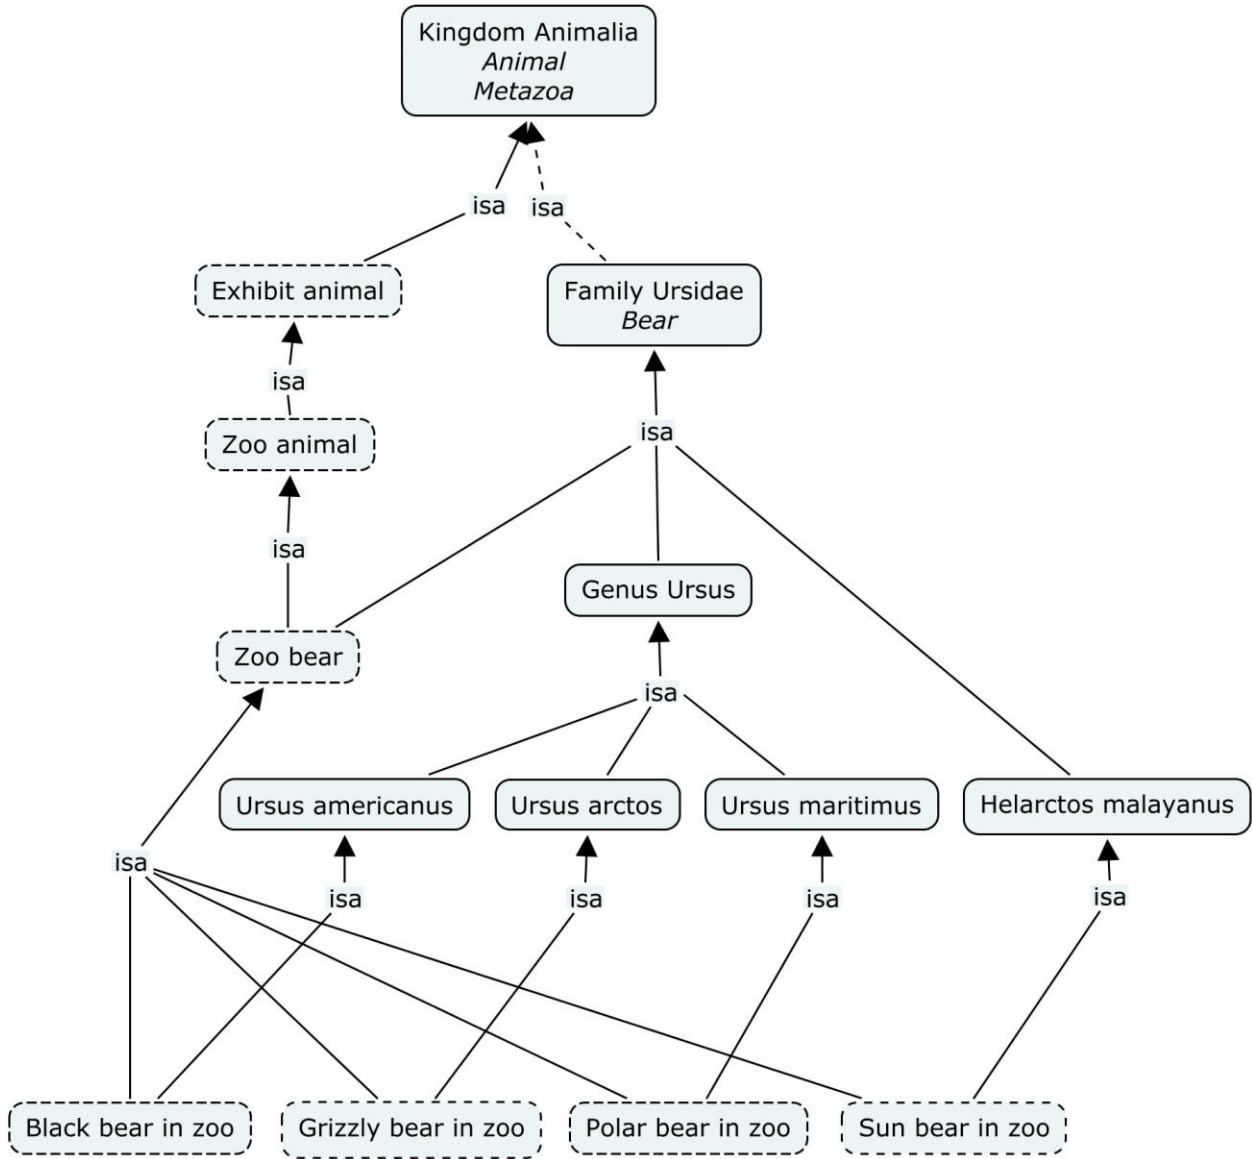 Kingdom Animalia
Animal
Metazoa
isa
isa
Exhibit animal
Family Ursidae
Bear
isa
Zoo animal
isa
isa
Genus Ursus
Zoo bear
isa
Ursus americanus
Ursus arctos
Ursus maritimus
Helarctos malayanus
isa
isa
isa
isa
isa
Black bear in zoo
Grizzly bear in zoo
Polar bear in zoo
Sun bear in zoo